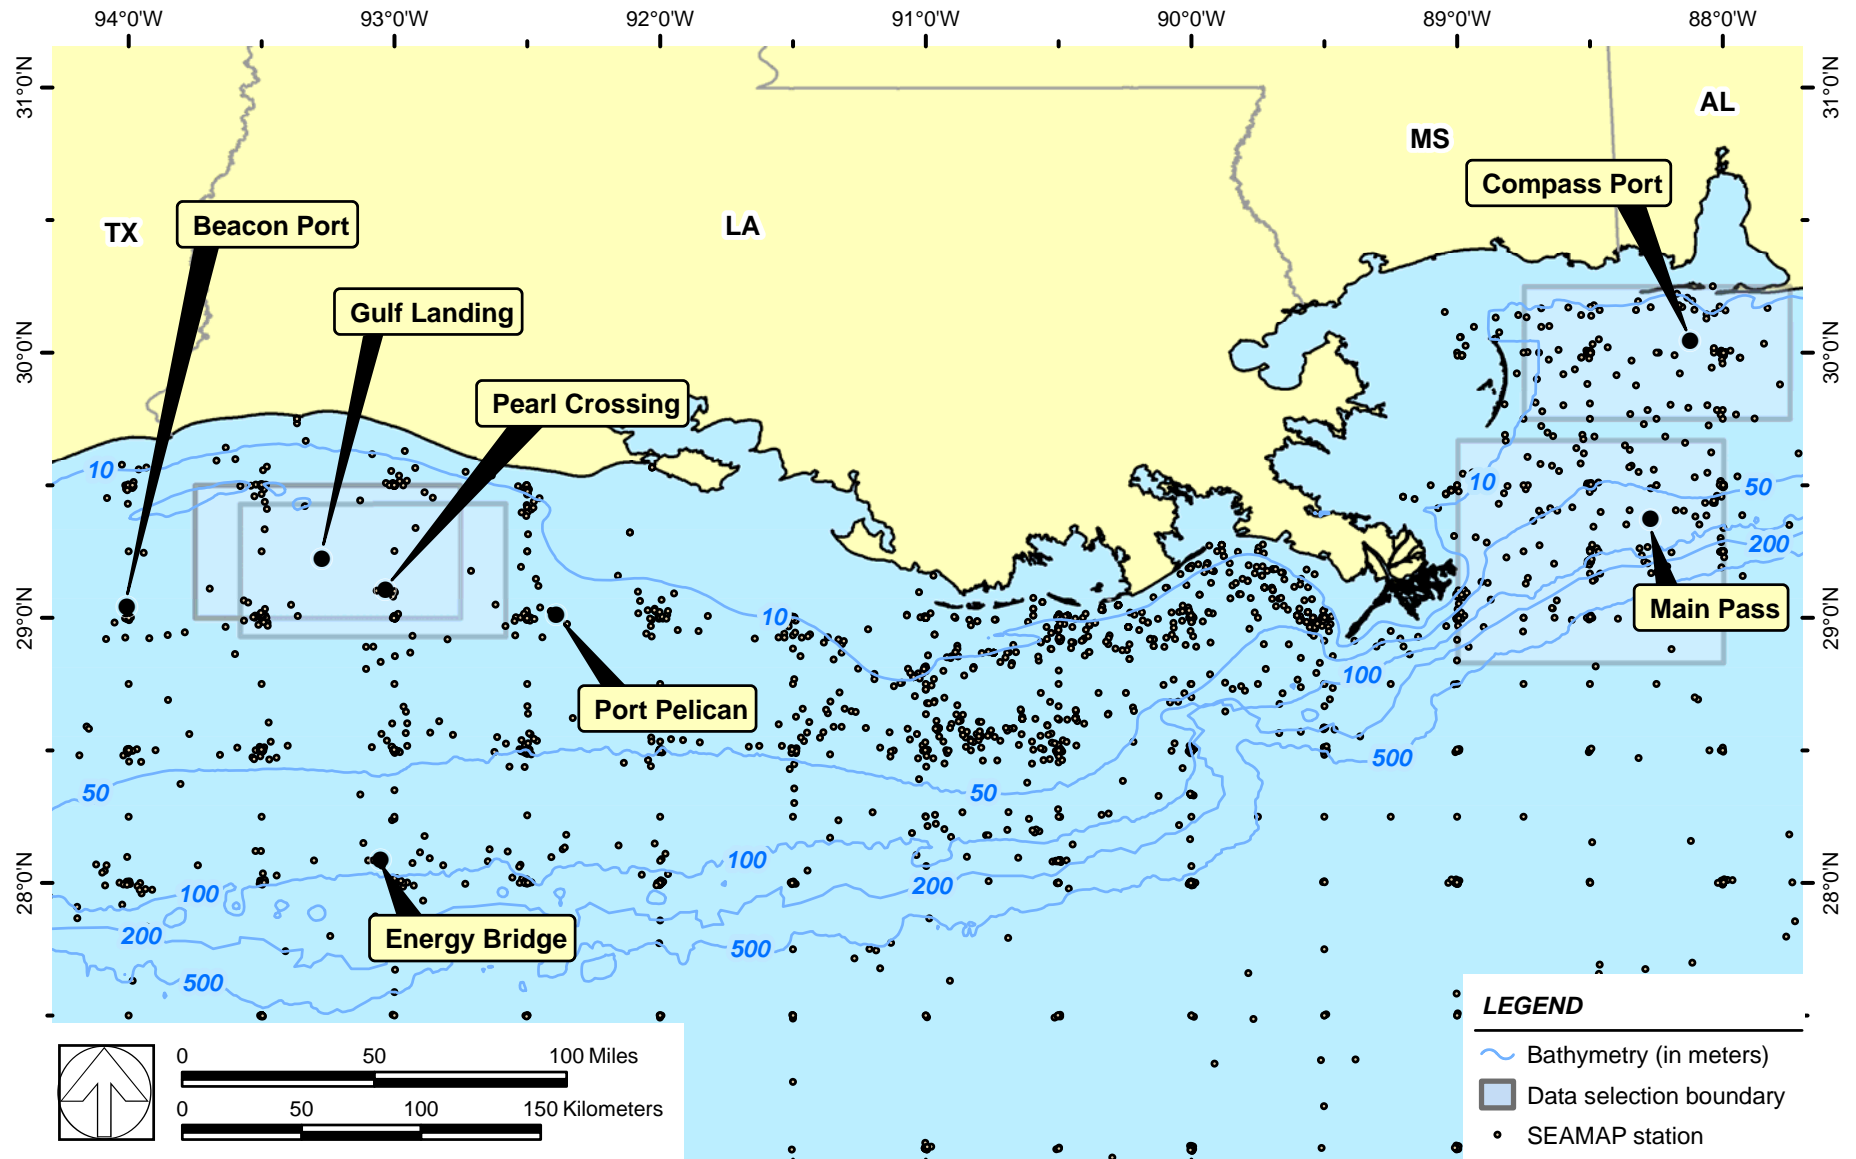 94°0'W 93°0'W 92°0'W 91°0'W 90°0'W 89°0'W 88°0'W
31°0'N
31°0'N
AL
MS
Compass Port
TX
Beacon Port
LA
Gulf Landing
30°0'N
30°0'N
Pearl Crossing
10
10
50
200
29°0'N
10
29°0'N
Main Pass
100
Port Pelican
500
50
50
100
28°0'N
100
200
28°0'N
200
Energy Bridge
500
500
LEGEND
Bathymetry (in meters)
Data selection boundary
SEAMAP station
0 50 100 Miles
0 50 100 150 Kilometers